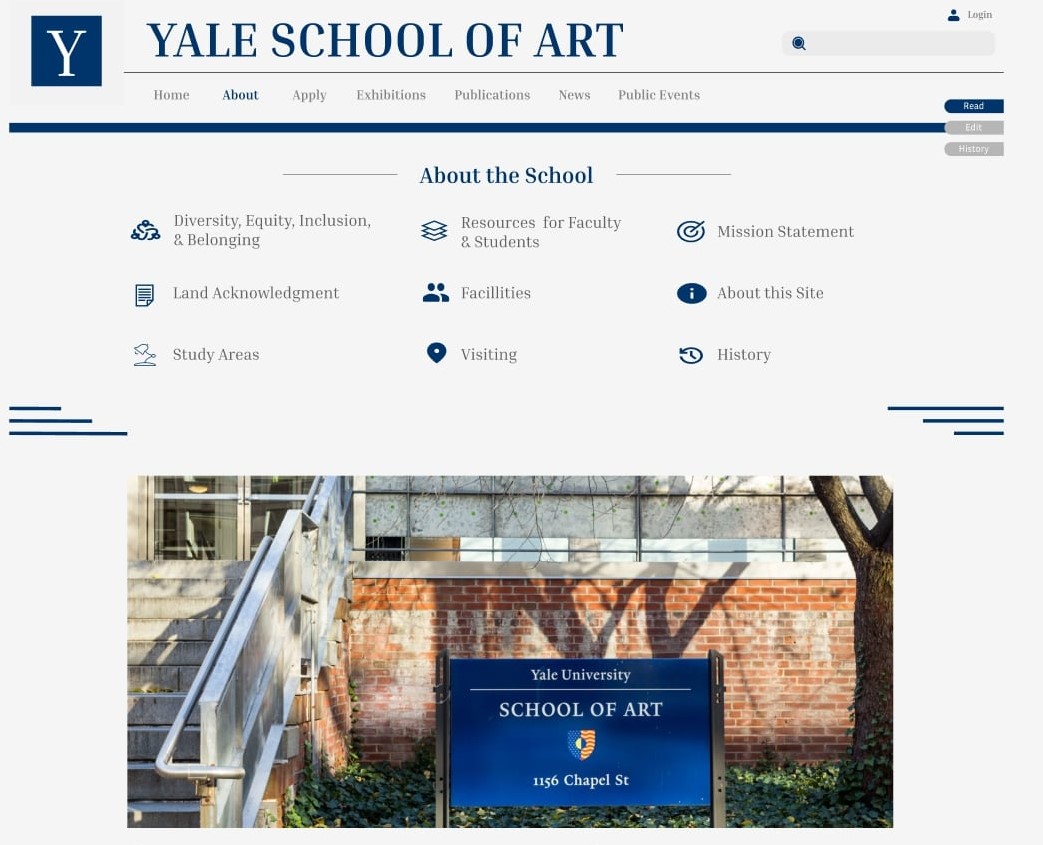 Login
Y
YALE SCHOOL OF ART
Home About Apply Exhibitions Publications News Public Events
Read
Edit
History
About the School
Diversity, Equity, Inclusion,
& Belonging
Resources for Faculty
& Students
Mission Statement
Land Acknowledgment
Facillities
About this Site
Study Areas
Visiting
History
Yale University
SCHOOL OF ART
1156 Chapel St